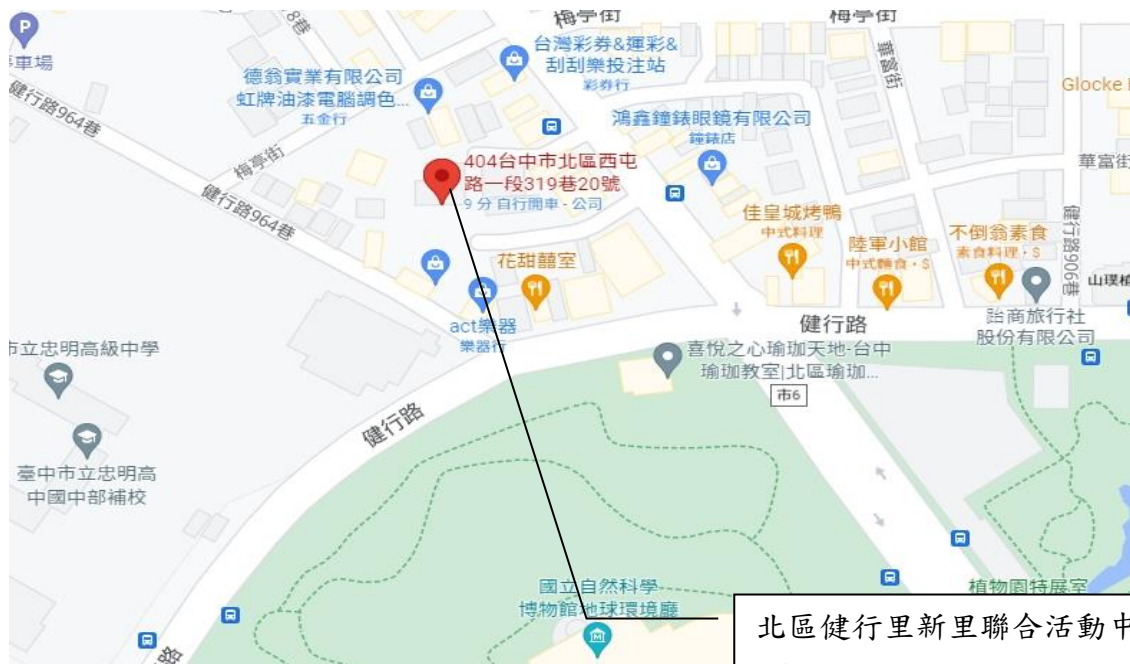 梅亭街
梅亭街
P
停車場
台灣彩券&運彩&
刮刮樂投注站
彩券行
德翁實業有限公司
虹牌油漆電腦調色...
五金行
華富街
Glocke
健行路964巷
鴻鑫鐘錶眼鏡有限公司
鐘錶店
梅亭街
404台中市北區西屯
路一段319巷20號
9 分 自行開車 - 公司
華富街
健行路964巷
佳皇城烤鴨
中式料理
陸軍小館
中式麵食・$
不倒翁素食
素食料理・$
健行路906巷
花甜囍室
山璞
act樂器
樂器行
健行路
跆商旅行社
股份有限公司
市立忠明高級中學
喜悅之心瑜珈天地-台中
瑜珈教室|北區瑜珈...
市6
健行路
臺中市立忠明高
中國中部補校
國立自然科學
博物館地球環境廳
植物園特展室
路
北區健行里新里聯合活動中